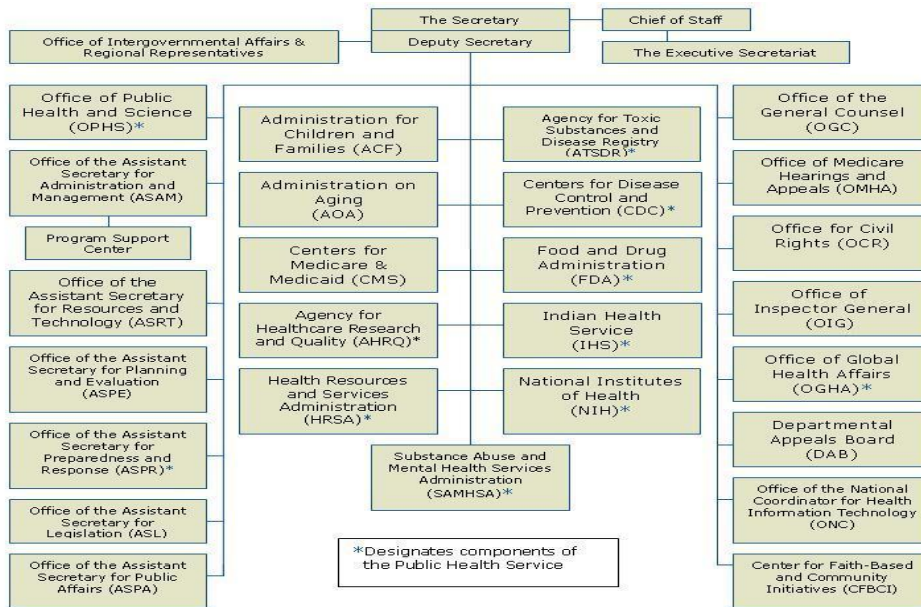 The Secretary
Deputy Secretary
Chief of Staff
The Executive Secretariat
Office of Intergovernmental Affairs &
Regional Representatives
Office of Public
Health and Science
(OPHS)*
Office of the Assistant
Secretary for
Administration and
Management (ASAM)
Program Support
Center
Office of the
Assistant Secretary
for Resources and
Technology (ASRT)
Office of the Assistant
Secretary for Planning
and Evaluation
(ASPE)
Office of the Assistant
Secretary for
Preparedness and
Response (ASPR)*
Office of the Assistant
Secretary for
Legislation (ASL)
Office of the Assistant
Secretary for Public
Affairs (ASPA)
Administration for
Children and
Families (ACF)
Administration on
Aging
(AOA)
Centers for
Medicare &
Medicaid (CMS)
Agency for
Healthcare Research
and Quality (AHRQ)*
Health Resources
and Services
Administration
(HRSA)*
Agency for Toxic
Substances and
Disease Registry
(ATSDR)*
Centers for Disease
Control and
Prevention (CDC)*
Food and Drug
Administration
(FDA)*
Indian Health
Service
(IHS)*
National Institutes
of Health
(NIH)*
Substance Abuse and
Mental Health Services
Administration
(SAMHSA)*
Office of the
General Counsel
(OGC)
Office of Medicare
Hearings and
Appeals (OMHA)
Office for Civil
Rights (OCR)
Office of
Inspector General
(OIG)
Office of Global
Health Affairs
(OGHA)*
Departmental
Appeals Board
(DAB)
Office of the National
Coordinator for Health
Information Technology
(ONC)
Center for Faith-Based
and Community
Initiatives (CFBCI)
*Designates components of
the Public Health Service